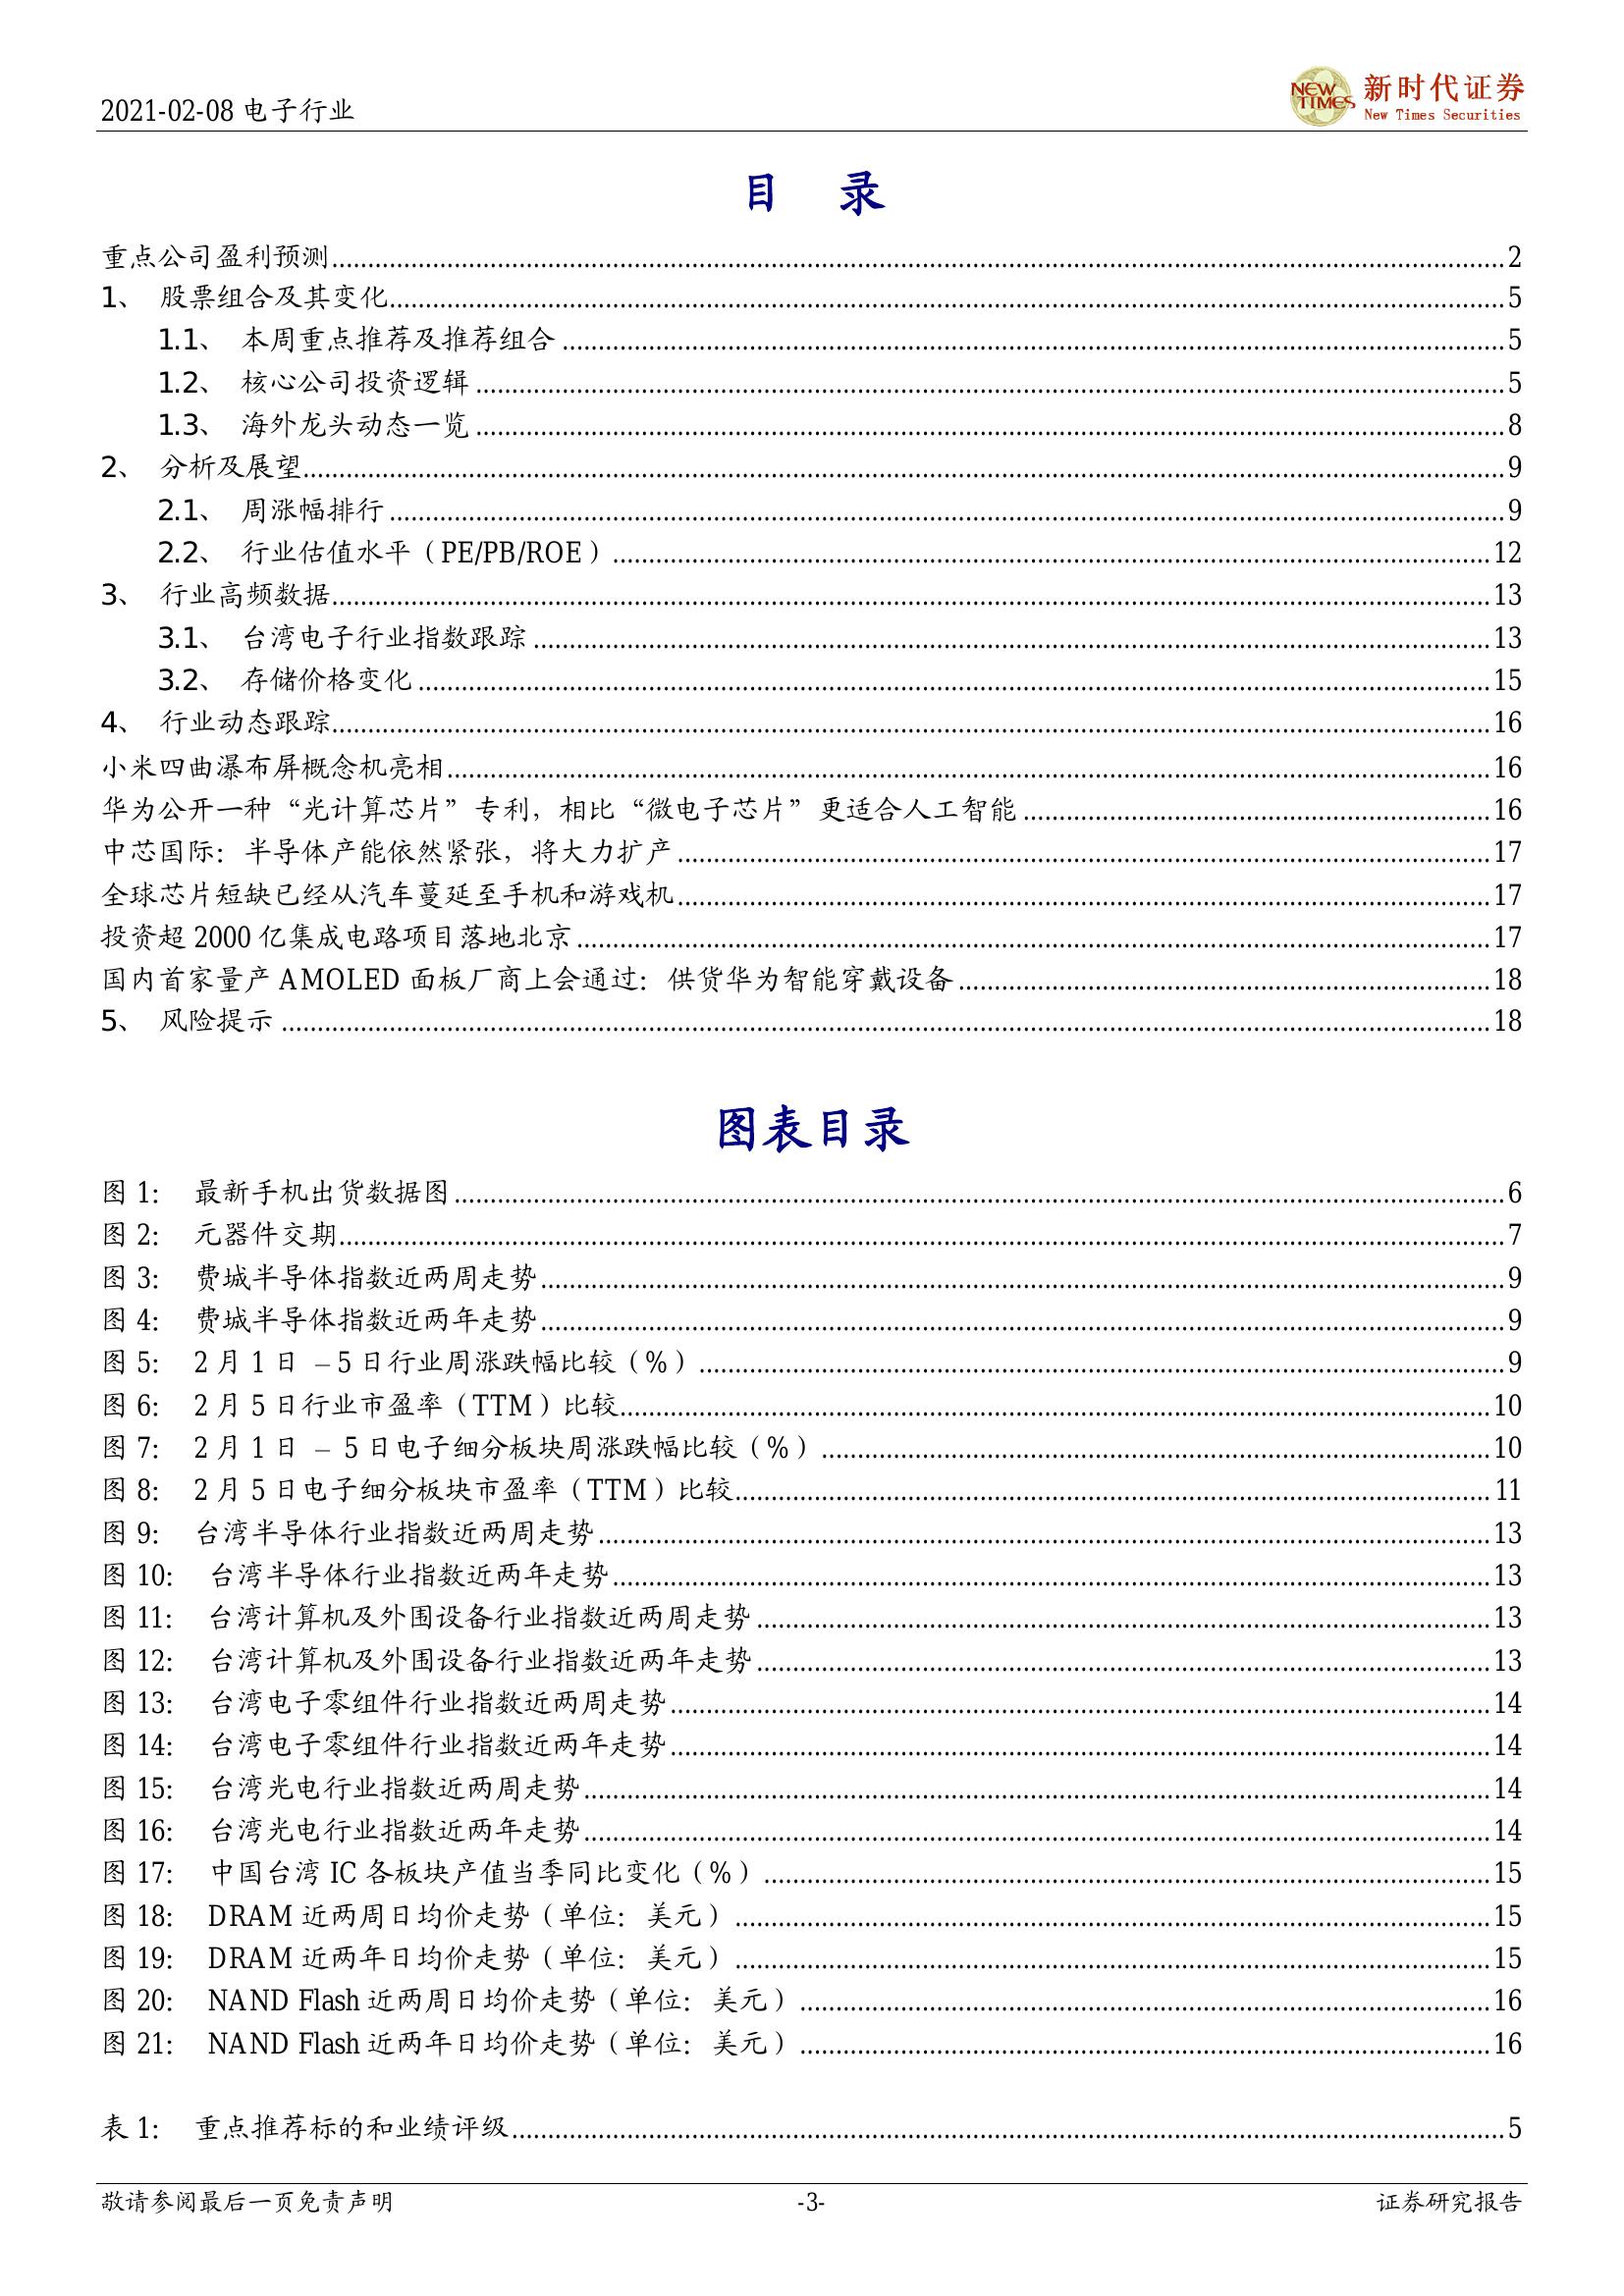 2021-02-08 电子行业
NEW TIMES 新时代证券
New Times Securities
目 录
重点公司盈利预测 2
1、 股票组合及其变化 5
1.1、 本周重点推荐及推荐组合 5
1.2、 核心公司投资逻辑 5
1.3、 海外龙头动态一览 8
2、 分析及展望 9
2.1、 周涨幅排行 9
2.2、 行业估值水平（PE/PB/ROE） 12
3、 行业高频数据 13
3.1、 台湾电子行业指数跟踪 13
3.2、 存储价格变化 15
4、 行业动态跟踪 16
小米四曲瀑布屏概念机亮相 16
华为公开一种“光计算芯片”专利，相比“微电子芯片”更适合人工智能 16
中芯国际：半导体产能依然紧张，将大力扩产 17
全球芯片短缺已经从汽车蔓延至手机和游戏机 17
投资超 2000 亿集成电路项目落地北京 17
国内首家量产 AMOLED 面板厂商上会通过：供货华为智能穿戴设备 18
5、 风险提示 18
图表目录
图 1： 最新手机出货数据图 6
图 2： 元器件交期 7
图 3： 费城半导体指数近两周走势 9
图 4： 费城半导体指数近两年走势 9
图 5： 2 月 1 日 – 5 日行业周涨跌幅比较（%） 9
图 6： 2 月 5 日行业市盈率（TTM）比较 10
图 7： 2 月 1 日 – 5 日电子细分板块周涨跌幅比较（%） 10
图 8： 2 月 5 日电子细分板块市盈率（TTM）比较 11
图 9： 台湾半导体行业指数近两周走势 13
图 10： 台湾半导体行业指数近两年走势 13
图 11： 台湾计算机及外围设备行业指数近两周走势 13
图 12： 台湾计算机及外围设备行业指数近两年走势 13
图 13： 台湾电子零组件行业指数近两周走势 14
图 14： 台湾电子零组件行业指数近两年走势 14
图 15： 台湾光电行业指数近两周走势 14
图 16： 台湾光电行业指数近两年走势 14
图 17： 中国台湾 IC 各板块产值当季同比变化（%） 15
图 18： DRAM 近两周日均价走势（单位：美元） 15
图 19： DRAM 近两年日均价走势（单位：美元） 15
图 20： NAND Flash 近两周日均价走势（单位：美元） 16
图 21： NAND Flash 近两年日均价走势（单位：美元） 16
表 1： 重点推荐标的和业绩评级 5
敬请参阅最后一页免责声明 -3- 证券研究报告